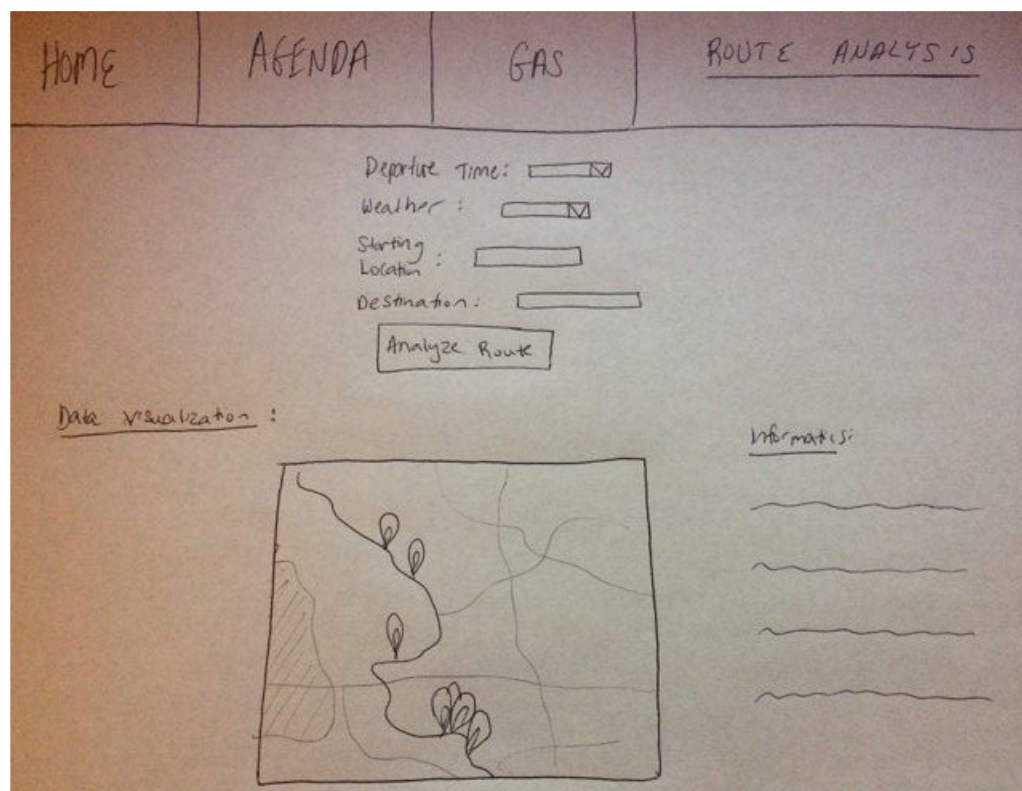 HOME
AGENDA
GAS
ROUTE ANALYSIS
Departure Time:
Weather :
Starting
Location :
Destination:
Analyze Route
Data Visualization :
Informatics: